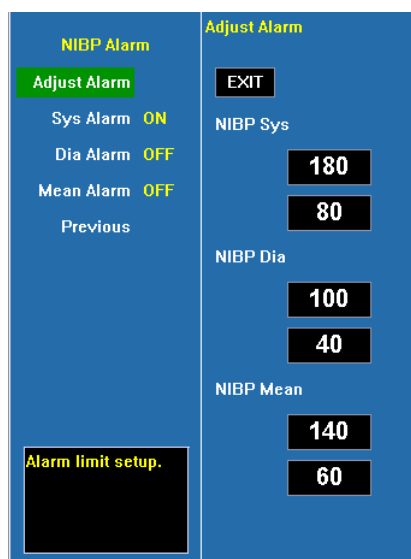 NIBP Alarm
Adjust Alarm
Sys Alarm ON
Dia Alarm OFF
Mean Alarm OFF
Previous
Alarm limit setup.
Adjust Alarm
EXIT
NIBP Sys
180
80
NIBP Dia
100
40
NIBP Mean
140
60